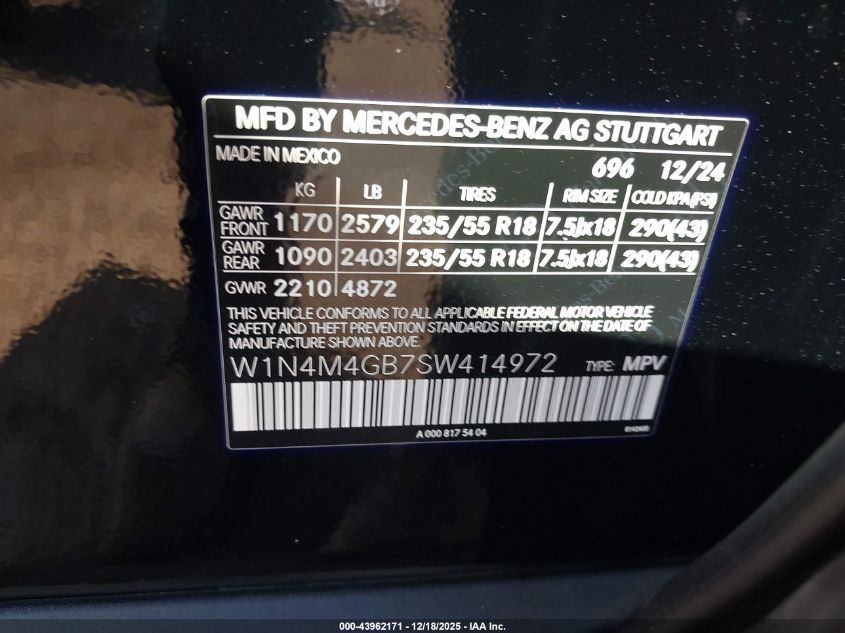 MFD BY MERCEDES-BENZ AG STUTTGART
MADE IN MEXICO 696 12/24
KG LB TIRES RIM SIZE COLD KPA(PSI)
GAWR FRONT 1170 2579 235/55 R18 7.5Jx18 290(43)
GAWR REAR 1090 2403 235/55 R18 7.5Jx18 290(43)
GVWR 2210 4872
THIS VEHICLE CONFORMS TO ALL APPLICABLE FEDERAL MOTOR VEHICLE
SAFETY AND THEFT PREVENTION STANDARDS IN EFFECT ON THE DATE OF
MANUFACTURE SHOWN ABOVE.
W1N4M4GB7SW414972 TYPE: MPV
A 000 817 54 04
000-43962171 – 12/18/2025 – IAA Inc.